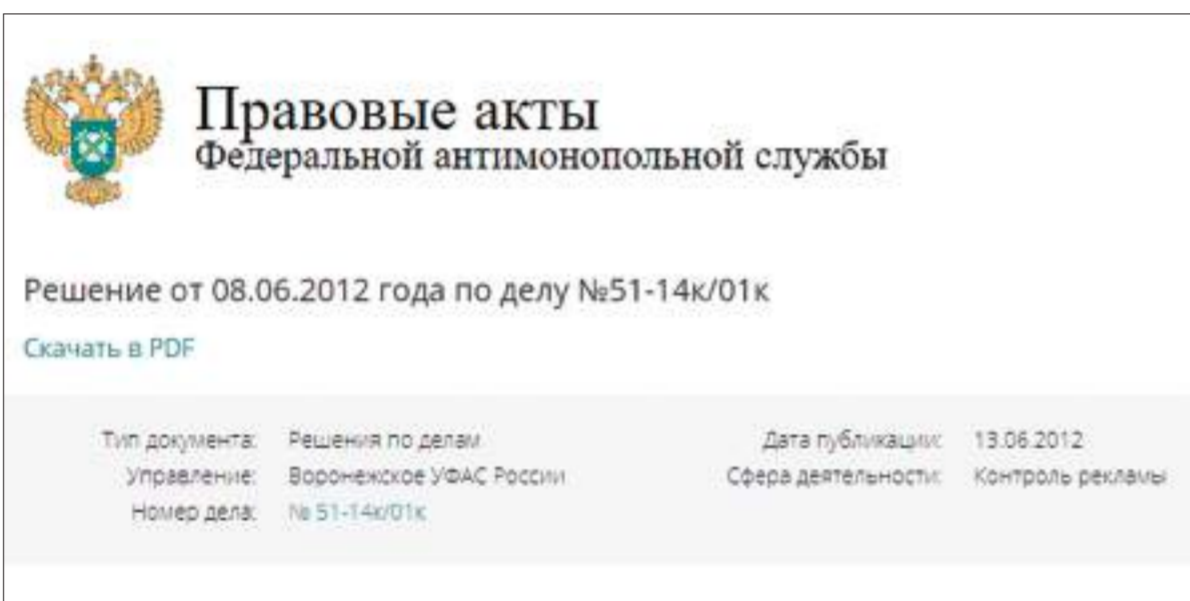 Правовые акты
Федеральной антимонопольной службы
Решение от 08.06.2012 года по делу №51-14к/01к
Скачать в PDF
Тип документа: Решения по делам Дата публикации: 13.06.2012
Управление: Воронежское УФАС России Сфера деятельности: Контроль рекламы
Номер дела: № 51-14к/01к